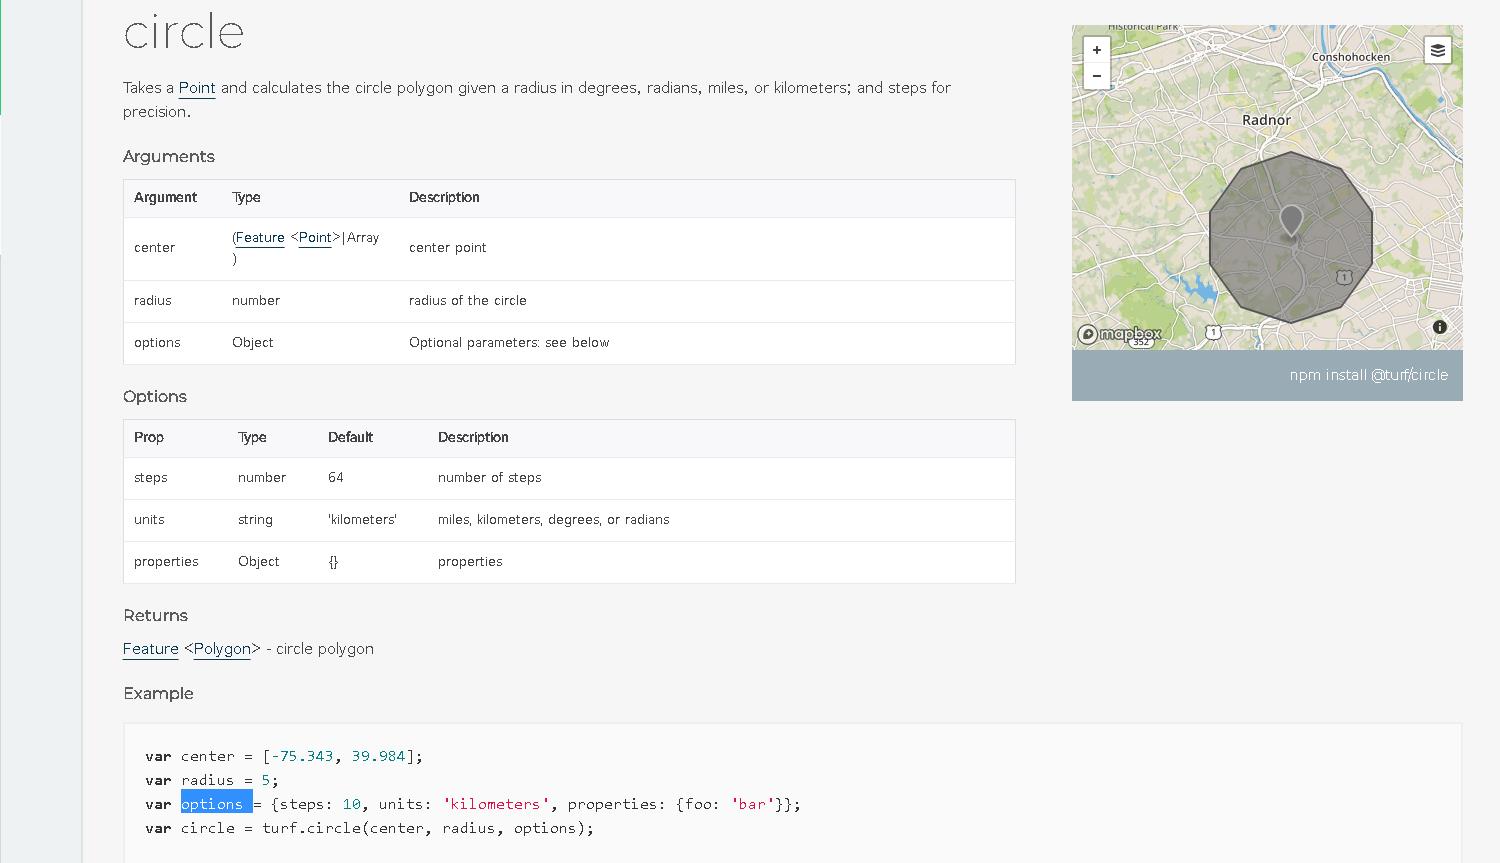 circle
Takes a Point and calculates the circle polygon given a radius in degrees, radians, miles, or kilometers; and steps for
precision.
Arguments
Argument Type Description
center (Feature <Point>|Array
) center point
radius number radius of the circle
options Object Optional parameters: see below
Options
Prop Type Default Description
steps number 64 number of steps
units string 'kilometers' miles, kilometers, degrees, or radians
properties Object {} properties
Returns
Feature <Polygon> - circle polygon
Example
var center = [-75.343, 39.984];
var radius = 5;
var options = {steps: 10, units: 'kilometers', properties: {foo: 'bar'}};
var circle = turf.circle(center, radius, options);
Historical Park
+
−
Conshohocken
Radnor
1
1
mapbox
352
i
npm install @turf/circle